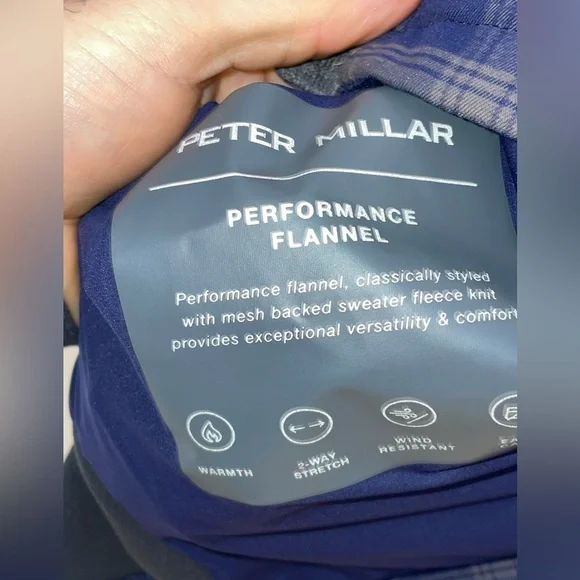 PETER MILLAR
PERFORMANCE
FLANNEL
Performance flannel, classically styled
with mesh backed sweater fleece knit
provides exceptional versatility & comfort
WARMTH
2-WAY
STRETCH
WIND
RESISTANT